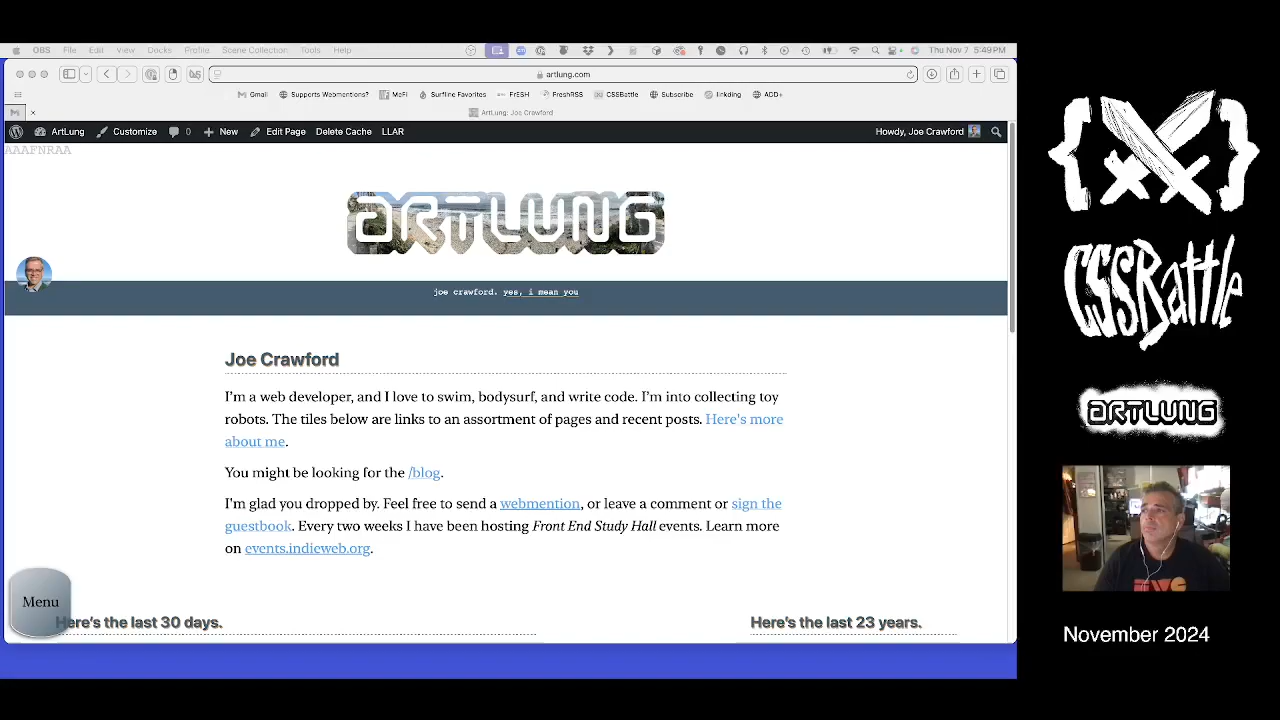 OBS File Edit View Docks Profile Scene Collection Tools Help Thu Nov 7 5:49 PM
artlung.com
Gmail Supports Webmentions? MeFi Surfline Favorites FrESH FreshRSS CSSBattle Subscribe linkding ADD+
ArtLung: Joe Crawford
ArtLung Customize 0 New Edit Page Delete Cache LLAR Howdy, Joe Crawford
AAAFNRAA
ARTLUNG
joe crawford. yes, i mean you
Joe Crawford
I'm a web developer, and I love to swim, bodysurf, and write code. I'm into collecting toy
robots. The tiles below are links to an assortment of pages and recent posts. Here's more
about me.
You might be looking for the /blog.
I'm glad you dropped by. Feel free to send a webmention, or leave a comment or sign the
guestbook. Every two weeks I have been hosting Front End Study Hall events. Learn more
on events.indieweb.org.
Menu
Here's the last 30 days. Here's the last 23 years.
CSSBattle
ARTLUNG
November 2024